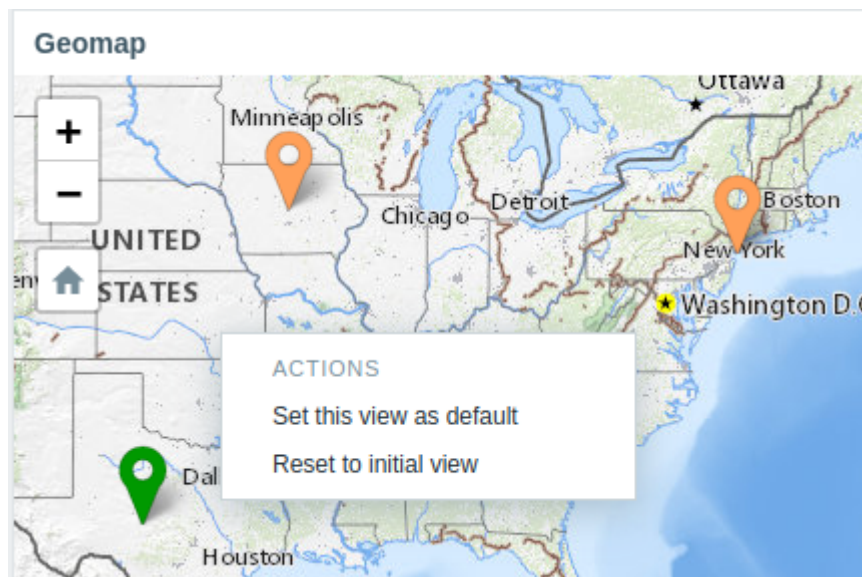 Geomap
Ottawa
+
Minneapolis
−
Chicago
Detroit
Boston
UNITED
New York
STATES
Washington D.
ACTIONS
Set this view as default
Reset to initial view
Houston